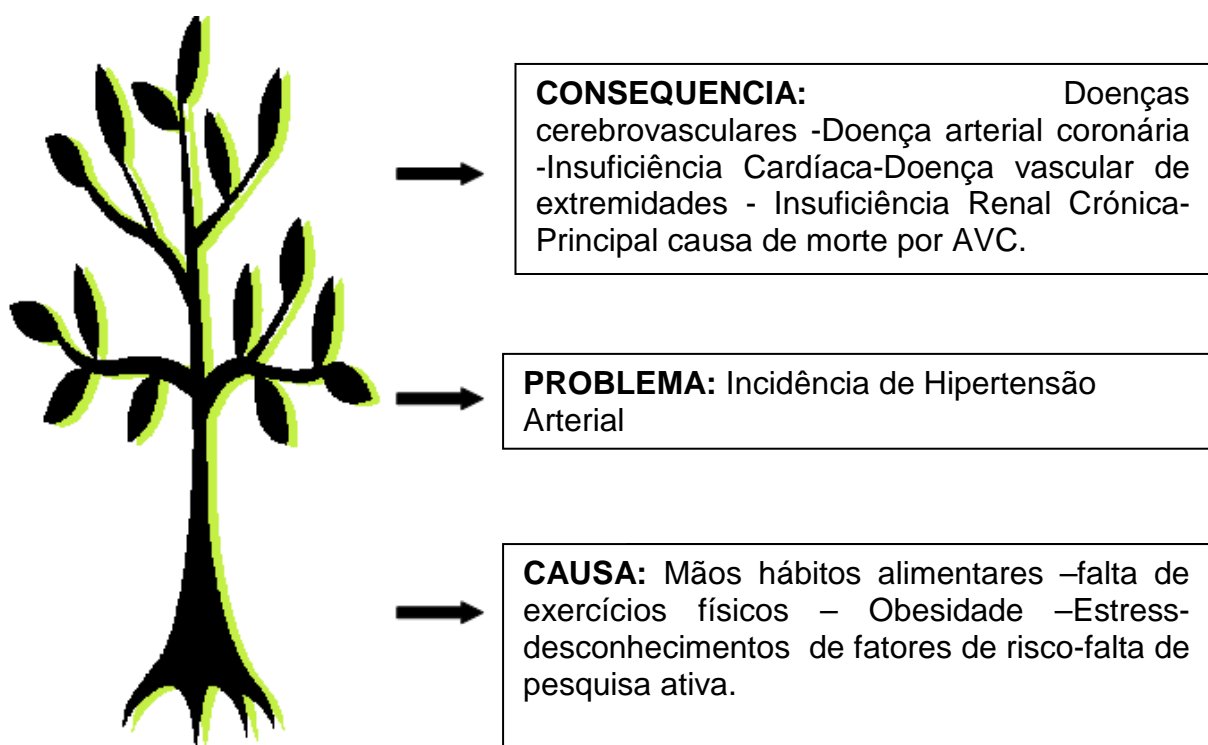 CONSEQUENCIA: Doenças
cerebrovasculares -Doença arterial coronária
-Insuficiência Cardíaca-Doença vascular de
extremidades - Insuficiência Renal Crónica-
Principal causa de morte por AVC.
PROBLEMA: Incidência de Hipertensão
Arterial
CAUSA: Mãos hábitos alimentares –falta de
exercícios físicos – Obesidade –Estress-
desconhecimentos de fatores de risco-falta de
pesquisa ativa.